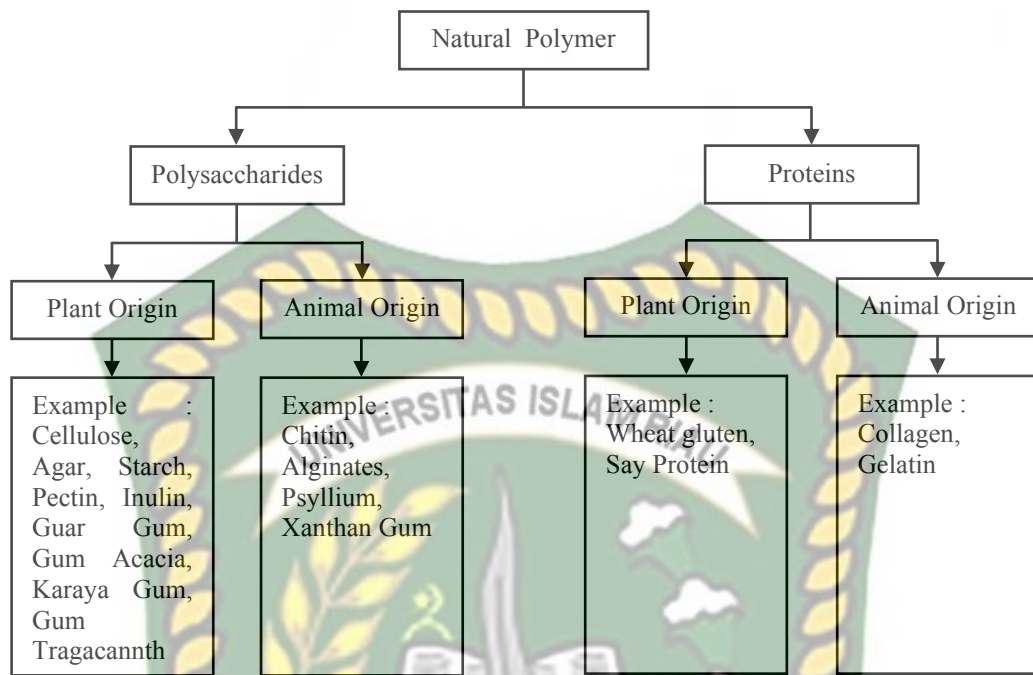 Natural Polymer
Polysaccharides
Proteins
Plant Origin
Animal Origin
Plant Origin
Animal Origin
Example :
Cellulose,
Agar, Starch,
Pectin, Inulin,
Guar Gum,
Gum Acacia,
Karaya Gum,
Gum
Tragacannth
Example :
Chitin,
Alginates,
Psyllium,
Xanthan Gum
Example :
Wheat gluten,
Say Protein
Example :
Collagen,
Gelatin
UNIVERSITAS ISLAM RIAU